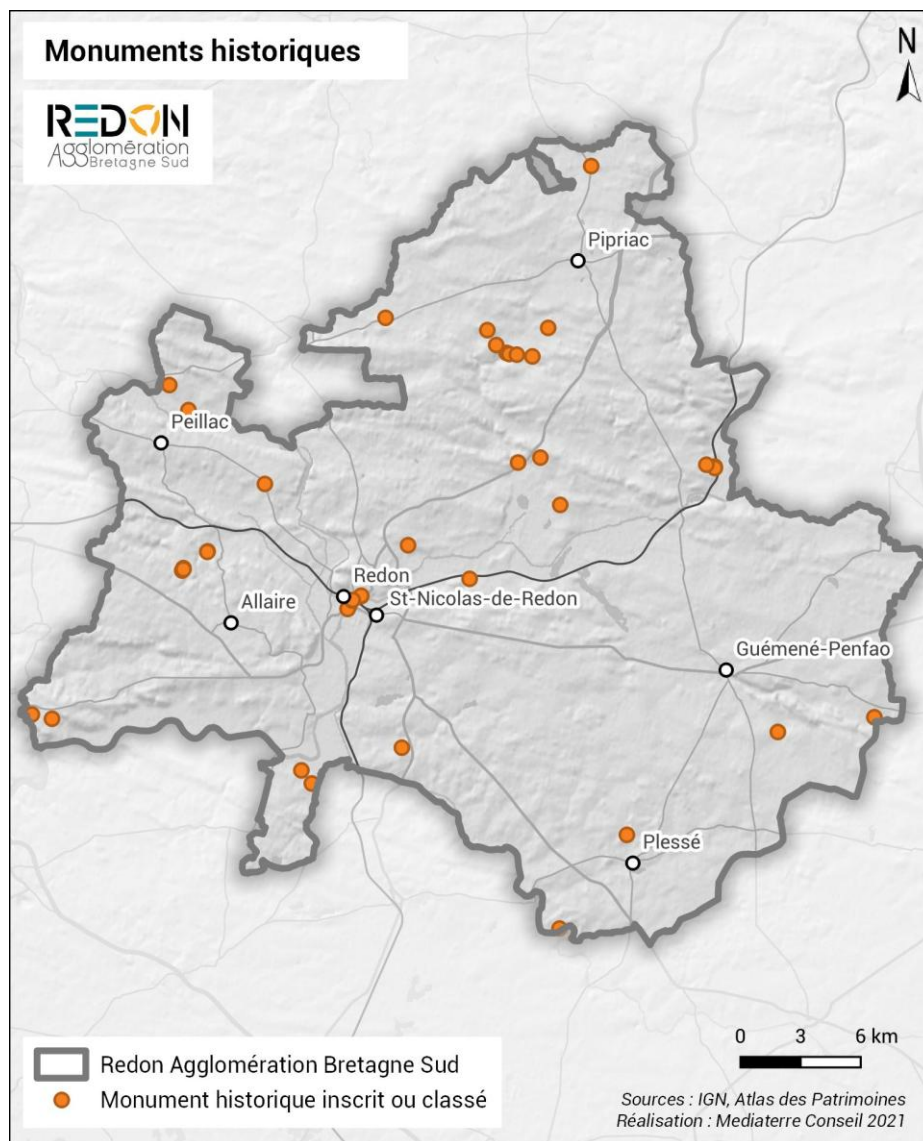 Monuments historiques
N
REDON
Agglomération
Bretagne Sud
Pipriac
Peillac
Redon
St-Nicolas-de-Redon
Allaire
Guémené-Penfao
Plessé
0 3 6 km
Redon Agglomération Bretagne Sud
Monument historique inscrit ou classé
Sources : IGN, Atlas des Patrimoines
Réalisation : Mediaterre Conseil 2021